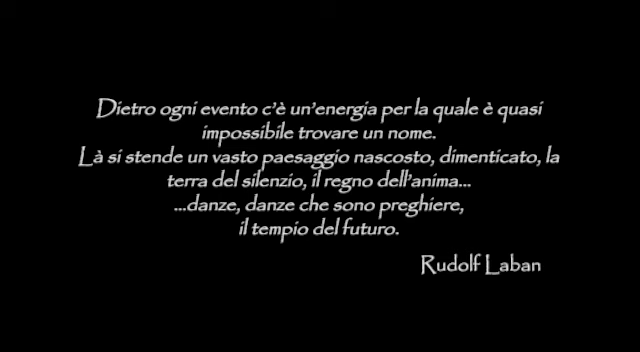 Dietro ogni evento c'è un'energia per la quale è quasi
impossibile trovare un nome.
Là si stende un vasto paesaggio nascosto, dimenticato, la
terra del silenzio, il regno dell'anima...
...danze, danze che sono preghiere,
il tempio del futuro.
Rudolf Laban